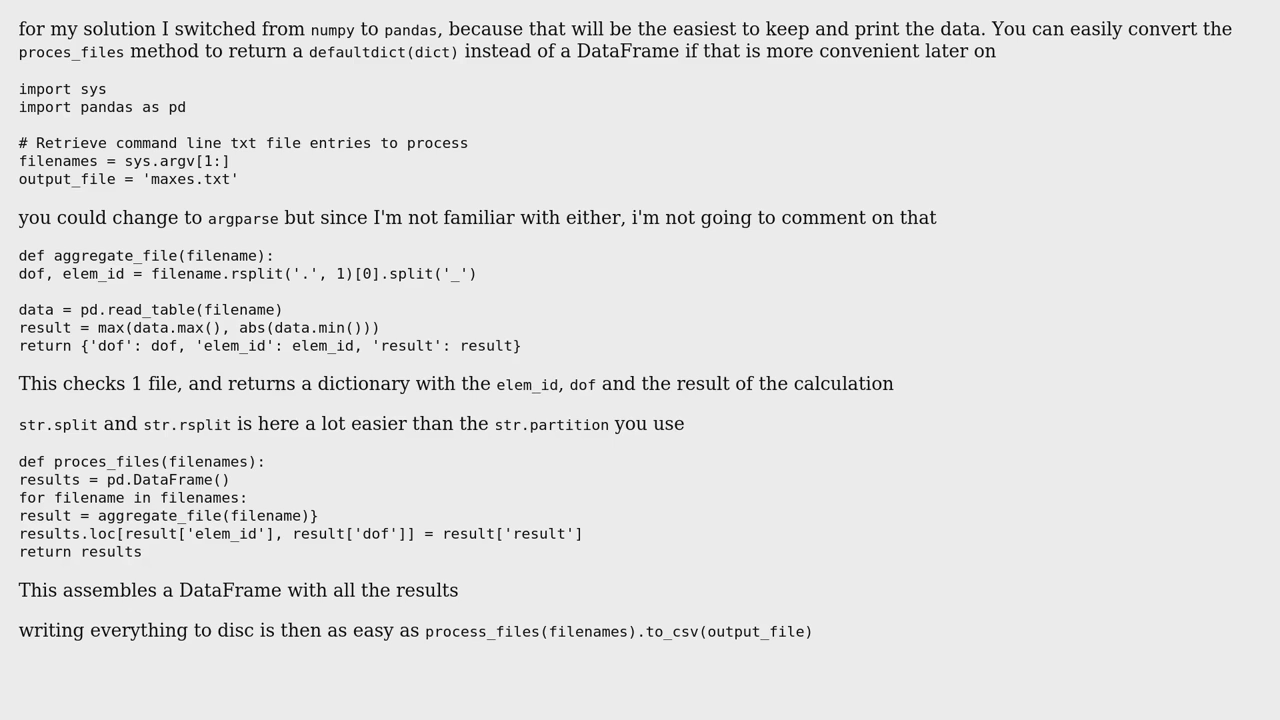 for my solution I switched from numpy to pandas, because that will be the easiest to keep and print the data. You can easily convert the
proces_files method to return a defaultdict(dict) instead of a DataFrame if that is more convenient later on
import sys
import pandas as pd
# Retrieve command line txt file entries to process
filenames = sys.argv[1:]
output_file = 'maxes.txt'
you could change to argparse but since I'm not familiar with either, i'm not going to comment on that
def aggregate_file(filename):
dof, elem_id = filename.rsplit('.', 1)[0].split('_')
data = pd.read_table(filename)
result = max(data.max(), abs(data.min()))
return {'dof': dof, 'elem_id': elem_id, 'result': result}
This checks 1 file, and returns a dictionary with the elem_id, dof and the result of the calculation
str.split and str.rsplit is here a lot easier than the str.partition you use
def proces_files(filenames):
results = pd.DataFrame()
for filename in filenames:
result = aggregate_file(filename)}
results.loc[result['elem_id'], result['dof']] = result['result']
return results
This assembles a DataFrame with all the results
writing everything to disc is then as easy as process_files(filenames).to_csv(output_file)